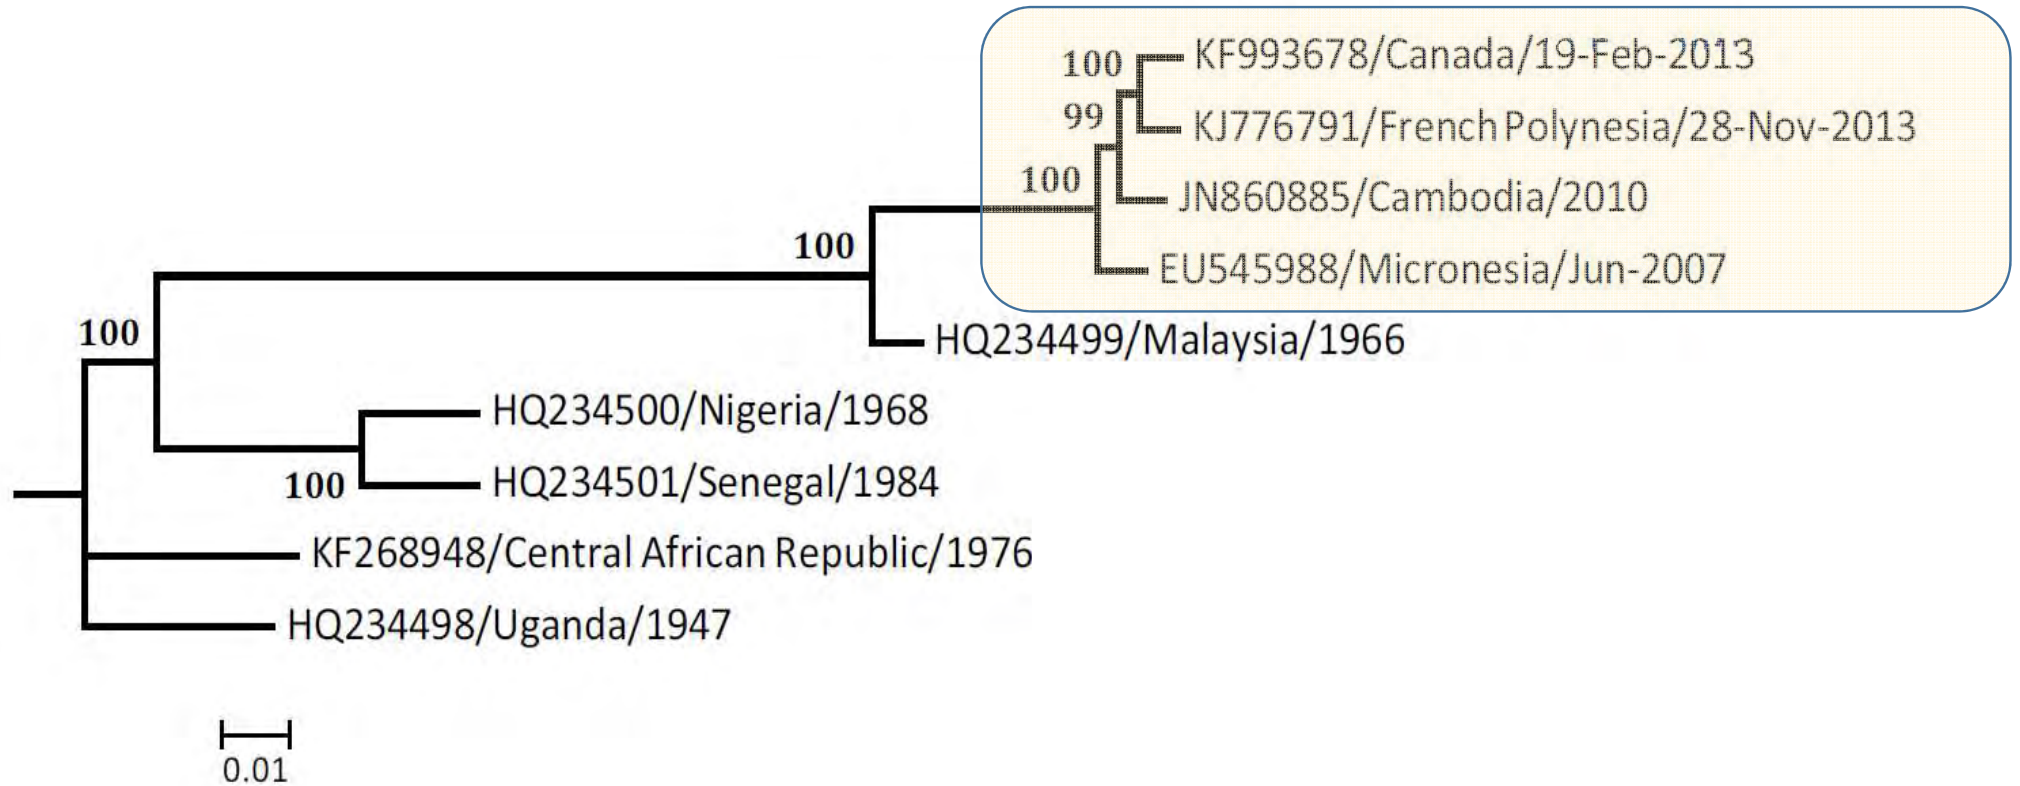 100
KF993678/Canada/19-Feb-2013
99
KJ776791/French Polynesia/28-Nov-2013
100
JN860885/Cambodia/2010
100
EU545988/Micronesia/Jun-2007
100
HQ234499/Malaysia/1966
HQ234500/Nigeria/1968
100
HQ234501/Senegal/1984
KF268948/Central African Republic/1976
HQ234498/Uganda/1947
0.01